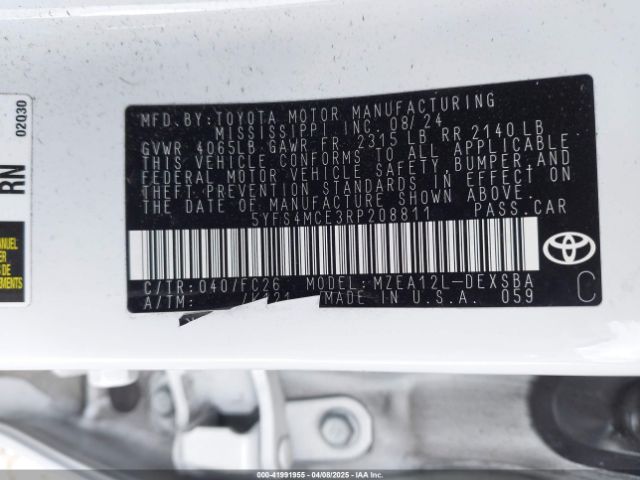 MFD. BY: TOYOTA MOTOR MANUFACTURING
MISSISSIPPI INC. 08/24
GVWR 4065LB GAWR FR 2315 LB RR 2140 LB
THIS VEHICLE CONFORMS TO ALL APPLICABLE
FEDERAL MOTOR VEHICLE SAFETY, BUMPER AND
THEFT PREVENTION STANDARDS IN EFFECT ON
THE DATE OF MANUFACTURE SHOWN ABOVE.
5YFS4MCE3RP208811 PASS.CAR
C/TR: 040/FC26 MODEL: MZEA12L-DEXSBA
A/TM: /K121 MADE IN U.S.A. 059
C
02Q30
RN
000-41991955 04/08/2025 - IAA INC.